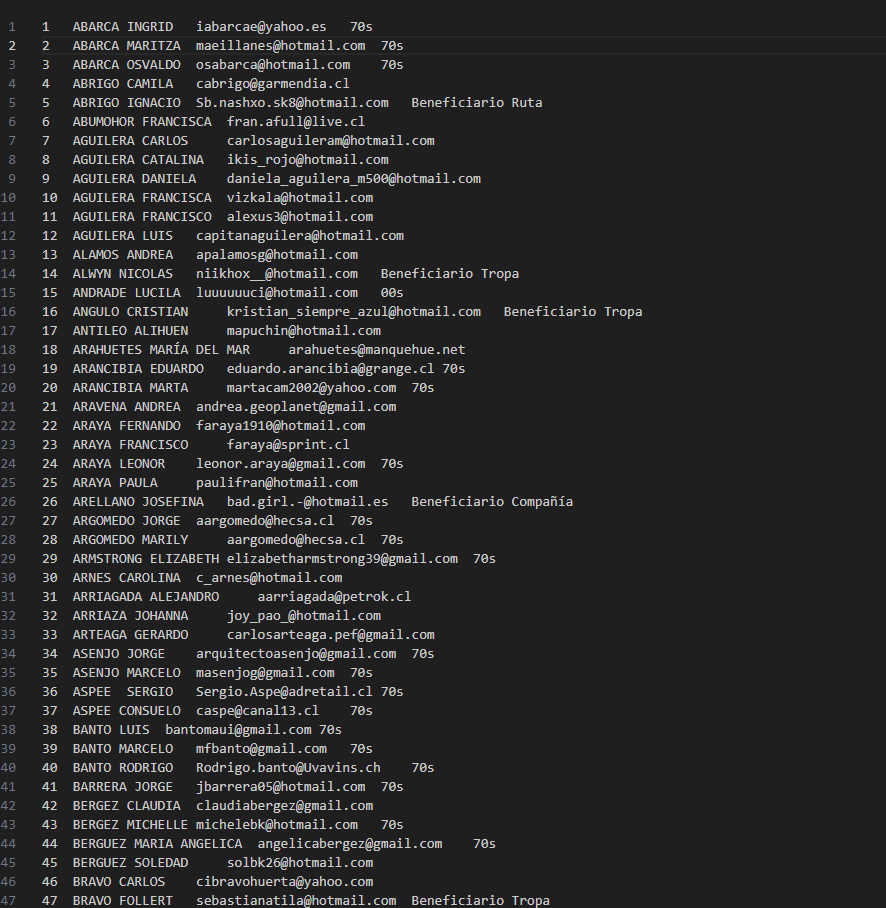 1 1 ABARCA INGRID iabarcae@yahoo.es 70s
2 2 ABARCA MARITZA maeillanes@hotmail.com 70s
3 3 ABARCA OSVALDO osabarca@hotmail.com 70s
4 4 ABRIGO CAMILA cabrigo@garmendia.cl
5 5 ABRIGO IGNACIO Sb.nashxo.sk8@hotmail.com Beneficiario Ruta
6 6 ABUMOHOR FRANCISCA fran.afull@live.cl
7 7 AGUILERA CARLOS carlosaguileram@hotmail.com
8 8 AGUILERA CATALINA ikis_rojo@hotmail.com
9 9 AGUILERA DANIELA daniela_aguilera_m500@hotmail.com
10 10 AGUILERA FRANCISCA vizkala@hotmail.com
11 11 AGUILERA FRANCISCO alexus3@hotmail.com
12 12 AGUILERA LUIS capitanaguilera@hotmail.com
13 13 ALAMOS ANDREA apalamosg@hotmail.com
14 14 ALWYN NICOLAS niikhox__@hotmail.com Beneficiario Tropa
15 15 ANDRADE LUCILA luuuuuuci@hotmail.com 00s
16 16 ANGULO CRISTIAN kristian_siempre_azul@hotmail.com Beneficiario Tropa
17 17 ANTILEO ALIHUEN mapuchin@hotmail.com
18 18 ARAHUETES MARÍA DEL MAR arahuetes@manquehue.net
19 19 ARANCIBIA EDUARDO eduardo.arancibia@grange.cl 70s
20 20 ARANCIBIA MARTA martacam2002@yahoo.com 70s
21 21 ARAVENA ANDREA andrea.geoplanet@gmail.com
22 22 ARAYA FERNANDO faraya1910@hotmail.com
23 23 ARAYA FRANCISCO faraya@sprint.cl
24 24 ARAYA LEONOR leonor.araya@gmail.com 70s
25 25 ARAYA PAULA paulifran@hotmail.com
26 26 ARELLANO JOSEFINA bad.girl.-@hotmail.es Beneficiario Compañía
27 27 ARGOMEDO JORGE aargomedo@hecsa.cl 70s
28 28 ARGOMEDO MARILY aargomedo@hecsa.cl 70s
29 29 ARMSTRONG ELIZABETH elizabetharmstrong39@gmail.com 70s
30 30 ARNES CAROLINA c_arnes@hotmail.com
31 31 ARRIAGADA ALEJANDRO aarriagada@petrok.cl
32 32 ARRIAZA JOHANNA joy_pao_@hotmail.com
33 33 ARTEAGA GERARDO carlosarteaga.pef@gmail.com
34 34 ASENJO JORGE arquitectoasenjo@gmail.com 70s
35 35 ASENJO MARCELO masenjog@gmail.com 70s
36 36 ASPEE SERGIO Sergio.Aspe@adretail.cl 70s
37 37 ASPEE CONSUELO caspe@canal13.cl 70s
38 38 BANTO LUIS bantomaui@gmail.com 70s
39 39 BANTO MARCELO mfbanto@gmail.com 70s
40 40 BANTO RODRIGO Rodrigo.banto@Uvavins.ch 70s
41 41 BARRERA JORGE jbarrera05@hotmail.com 70s
42 42 BERGEZ CLAUDIA claudiabergez@gmail.com
43 43 BERGEZ MICHELLE michelebk@hotmail.com 70s
44 44 BERGUEZ MARIA ANGELICA angelicabergez@gmail.com 70s
45 45 BERGUEZ SOLEDAD solbk26@hotmail.com
46 46 BRAVO CARLOS cibravohuerta@yahoo.com
47 47 BRAVO FOLLERT sebastianatila@hotmail.com Beneficiario Tropa